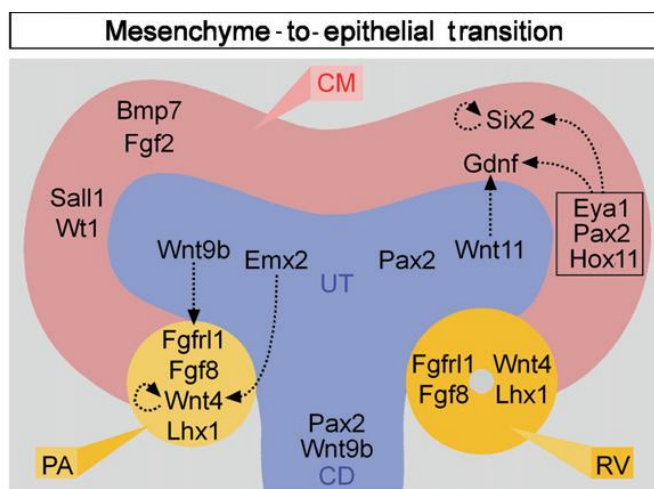 Mesenchyme-to-epithelial transition
CM
Bmp7
Fgf2
Six2
Gdnf
Sall1
Wt1
Eya1
Pax2
Hox11
Wnt9b
Emx2
Pax2
Wnt11
UT
Fgfrl1
Fgf8
Wnt4
Lhx1
Fgfrl1 Wnt4
Fgf8 Lhx1
Pax2
Wnt9b
CD
PA
RV